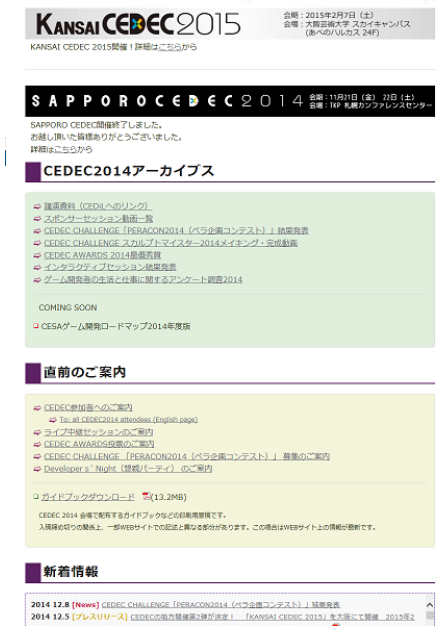 KANSAI CEDEC 2015
会期：2015年2月7日（土）
会場：大阪芸術大学 スカイキャンパス
(あべのハルカス 24F)
KANSAI CEDEC 2015開催！詳細はこちらから
SAPPORO CEDEC 2014
会期：11月21日（金） 22日（土）
会場：TKP 札幌カンファレンスセンター
SAPPORO CEDEC開催終了しました。
お越し頂いた皆様ありがとうございました。
詳細はこちらから
CEDEC2014アーカイブス
講演資料（CEDiLへのリンク）
スポンサーセッション動画一覧
CEDEC CHALLENGE「PERACON2014（ペラ企画コンテスト）」結果発表
CEDEC CHALLENGE スカルプトマイスター2014メイキング・完成動画
CEDEC AWARDS 2014最優秀賞
インタラクティブセッション結果発表
ゲーム開発者の生活と仕事に関するアンケート調査2014
COMING SOON
CESAゲーム開発ロードマップ2014年度版
直前のご案内
CEDEC参加者へのご案内
To: all CEDEC2014 attendees (English page)
ライブ中継セッションのご案内
CEDEC AWARDS投票のご案内
CEDEC CHALLENGE 「PERACON2014（ペラ企画コンテスト）」 募集のご案内
Developer s ' Night（懇親パーティ） のご案内
ガイドブックダウンロード (13.2MB)
CEDEC 2014 会場で配布するガイドブックなどの印刷用原稿です。
入稿締め切りの関係上、一部WEBサイトでの記述と異なる部分があります。この場合はWEBサイト上の情報が最新です。
新着情報
2014 12.8 [News] CEDEC CHALLENGE「PERACON2014（ペラ企画コンテスト）」結果発表
2014 12.5 [プレスリリース] CEDECの地方開催第2弾が決定！ 「KANSAI CEDEC 2015」を大阪にて開催 2015年2